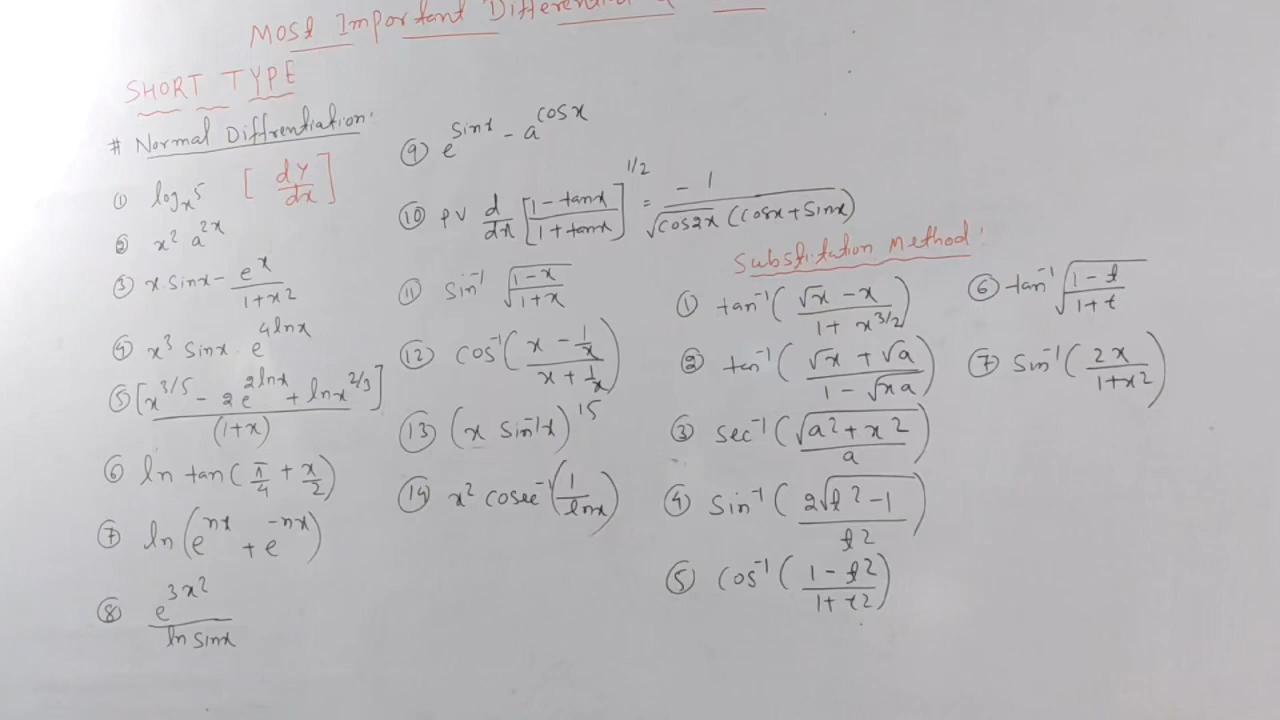 Most Important
SHORT TYPE
# Normal Diffrentiation:
① log_x 5 [dy/dx]
② x² a^(2x)
③ x.sinx - e^x/(1+x²)
④ x³ sinx. e^(4lnx)
⑤ [x^(3/5) - 2e^(2lnx) + lnx^(2/3)]/(1+x)
⑥ ln tan(π/4 + x/2)
⑦ ln(e^(nx) + e^(-nx))
⑧ e^(3x²)/ln sinx
⑨ e^(sinx) - a^(cosx)
⑩ PV d/dx [(1-tanx)/(1+tanx)]^(1/2) = -1/(√cos2x (cosx+sinx))
⑪ sin⁻¹ √((1-x)/(1+x))
⑫ cos⁻¹((x - 1/x)/(x + 1/x))
⑬ (x sin⁻¹x)^15
⑭ x² cosec⁻¹(1/lnx)
Substitation Method:
① tan⁻¹((√x - x)/(1 + x^(3/2)))
② tan⁻¹((√x + √a)/(1 - √xa))
③ sec⁻¹(√(a²+x²)/a)
④ sin⁻¹(2√(t²-1)/t²)
⑤ cos⁻¹((1-t²)/(1+t²))
⑥ tan⁻¹√((1-t)/(1+t))
⑦ sin⁻¹(2x/(1+x²))